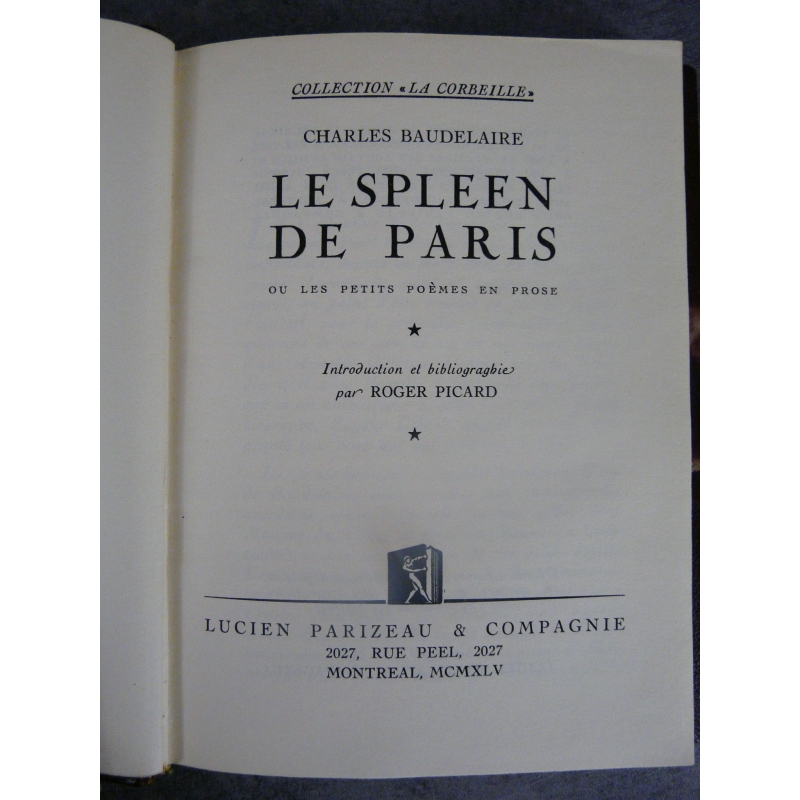 COLLECTION «LA CORBEILLE»
CHARLES BAUDELAIRE
LE SPLEEN
DE PARIS
OU LES PETITS POÈMES EN PROSE
Introduction et bibliograghie
par ROGER PICARD
LUCIEN PARIZEAU & COMPAGNIE
2027, RUE PEEL, 2027
MONTREAL, MCMXLV